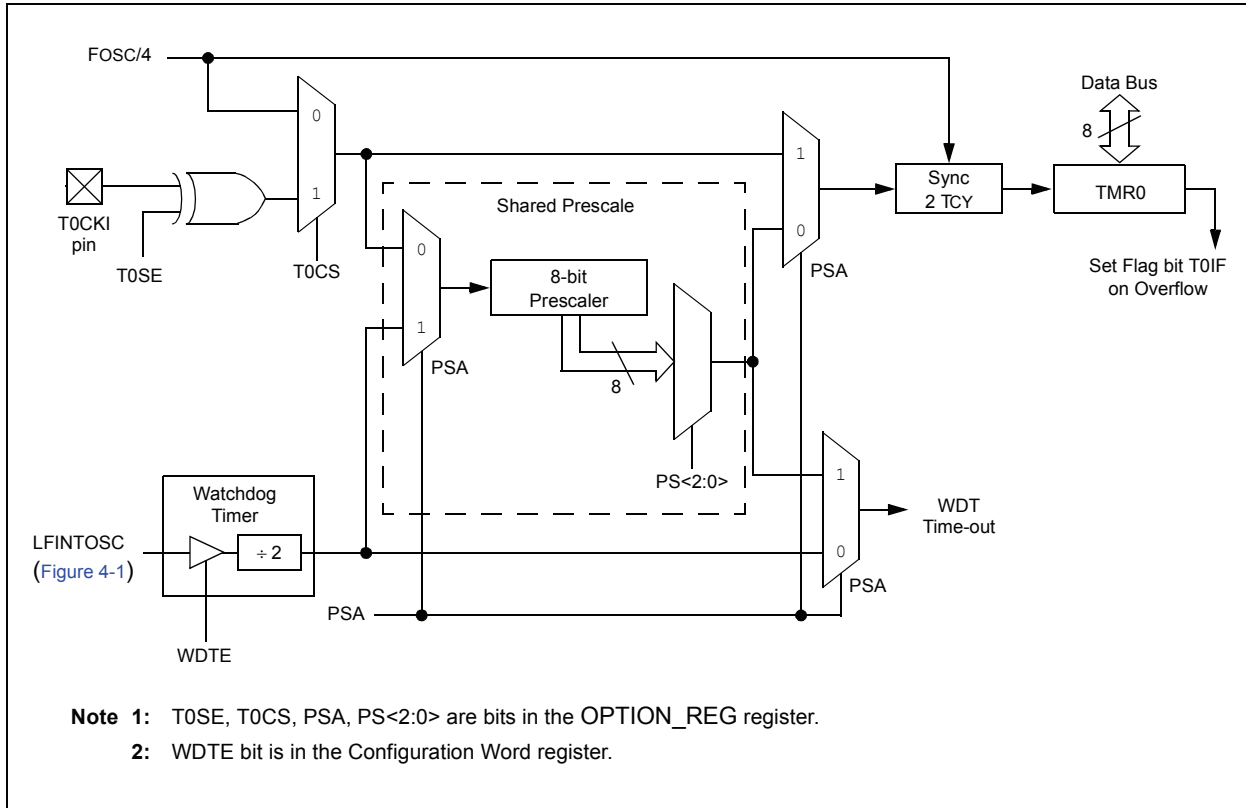 FOSC/4
Data Bus
8
0
1
T0CKI
pin
T0SE
T0CS
Shared Prescale
0
1
PSA
8-bit
Prescaler
8
PS<2:0>
1
0
PSA
Sync
2 TCY
TMR0
Set Flag bit T0IF
on Overflow
Watchdog
Timer
LFINTOSC
(Figure 4-1)
÷ 2
WDTE
PSA
1
0
PSA
WDT
Time-out
Note 1: T0SE, T0CS, PSA, PS<2:0> are bits in the OPTION_REG register.
2: WDTE bit is in the Configuration Word register.